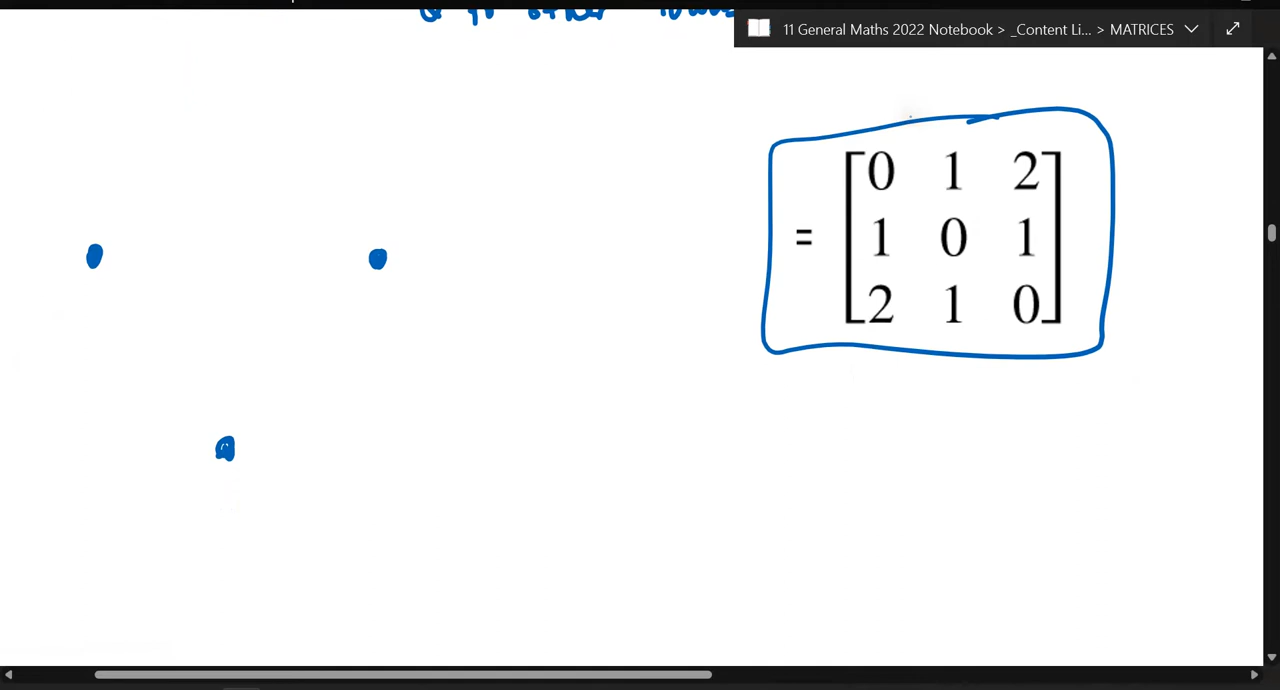 11 General Maths 2022 Notebook > _Content Li... > MATRICES
= [0 1 2
1 0 1
2 1 0]